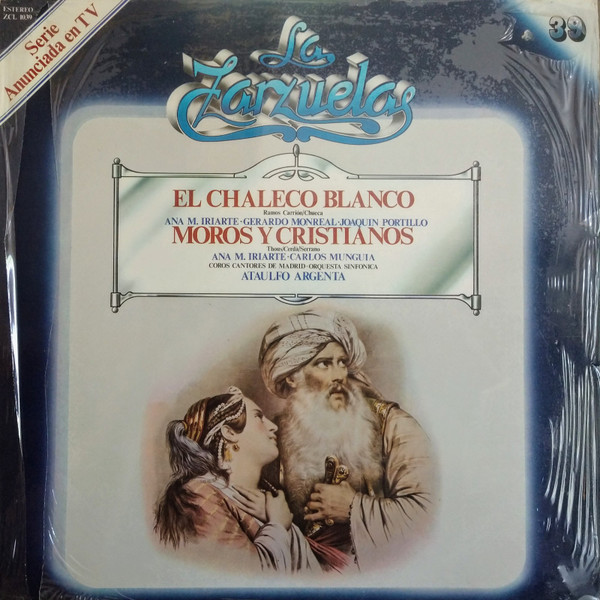 ESTEREO
ZCL 1039
Serie
Anunciada en TV
39
La
Zarzuela
EL CHALECO BLANCO
Ramos Carrión/Chueca
ANA M. IRIARTE · GERARDO MONREAL · JOAQUIN PORTILLO
MOROS Y CRISTIANOS
Thous/Cerdá/Serrano
ANA M. IRIARTE · CARLOS MUNGUIA
COROS CANTORES DE MADRID · ORQUESTA SINFONICA
ATAULFO ARGENTA